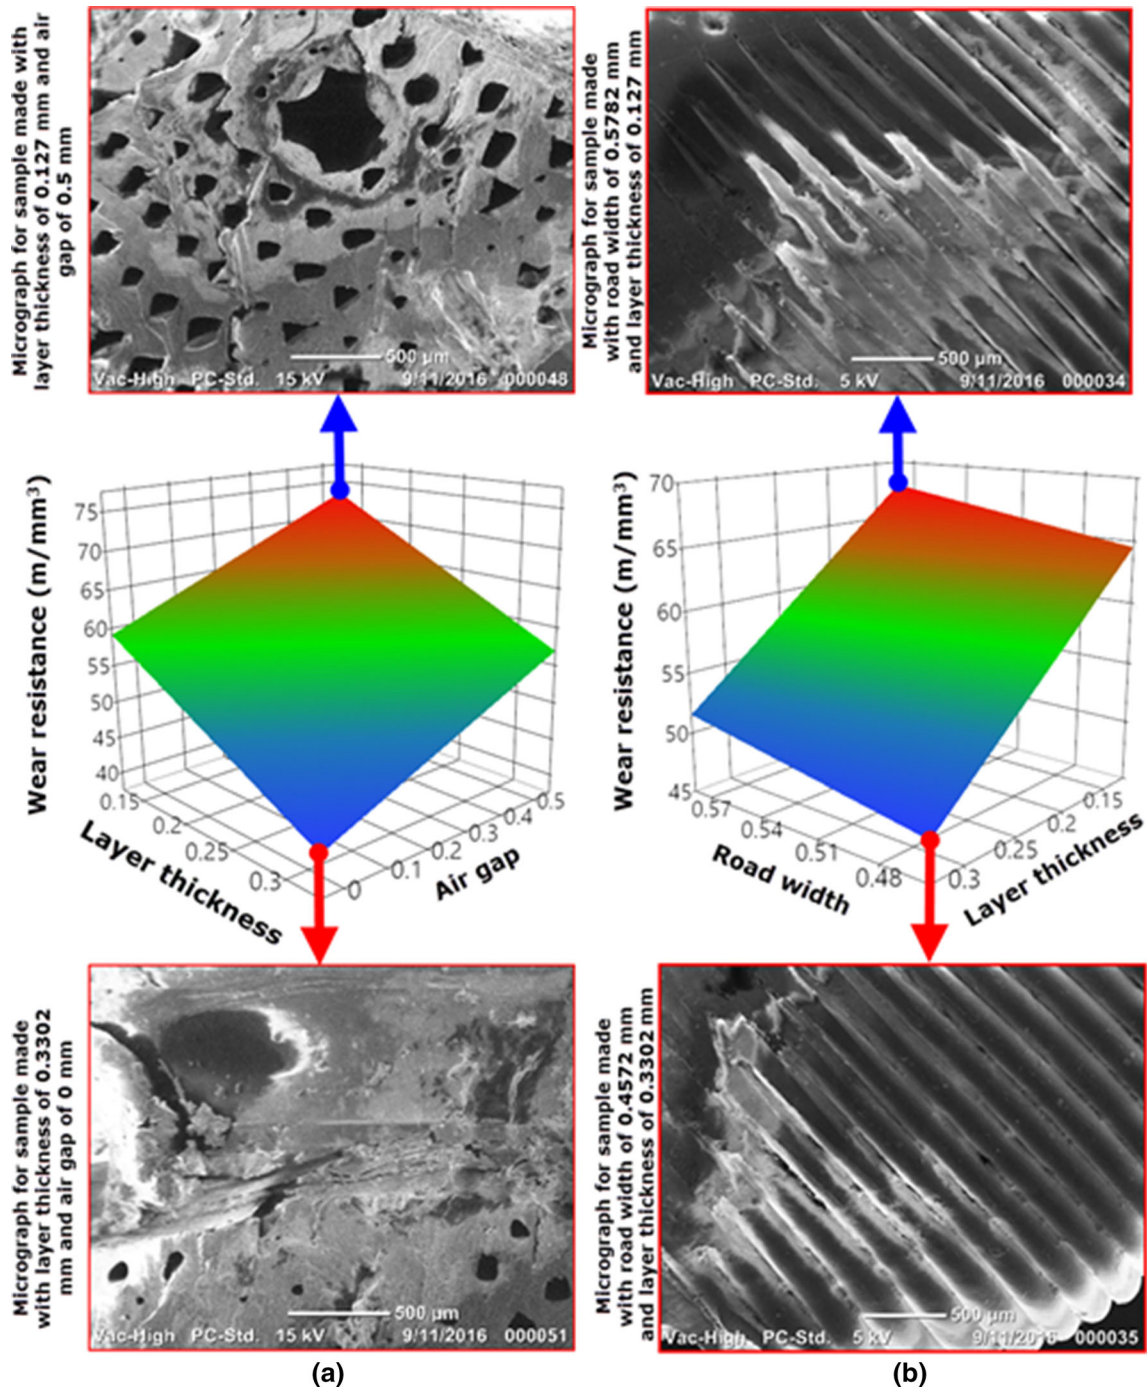 Micrograph for sample made with
layer thickness of 0.127 mm and air
gap of 0.5 mm
500 µm
Vac-High PC-Std. 15 kV 9/11/2016 000048
Micrograph for sample made
with road width of 0.5782 mm
and layer thickness of 0.127 mm
500 µm
Vac-High PC-Std. 5 kV 9/11/2016 000034
Wear resistance (m/mm³)
75
70
65
60
55
50
45
40
0.15
0.2
0.25
0.3
Layer thickness
0
0.1
0.2
0.3
0.4
0.5
Air gap
Wear resistance (m/mm³)
70
65
60
55
50
45
0.57
0.54
0.51
0.48
Road width
0.3
0.25
0.2
0.15
Layer thickness
Micrograph for sample made
with layer thickness of 0.3302
mm and air gap of 0 mm
500 µm
Vac-High PC-Std. 15 kV 9/11/2016 000051
Micrograph for sample made
with road width of 0.4572 mm
and layer thickness of 0.3302 mm
500 µm
Vac-High PC-Std. 5 kV 9/11/2016 000035
(a)
(b)